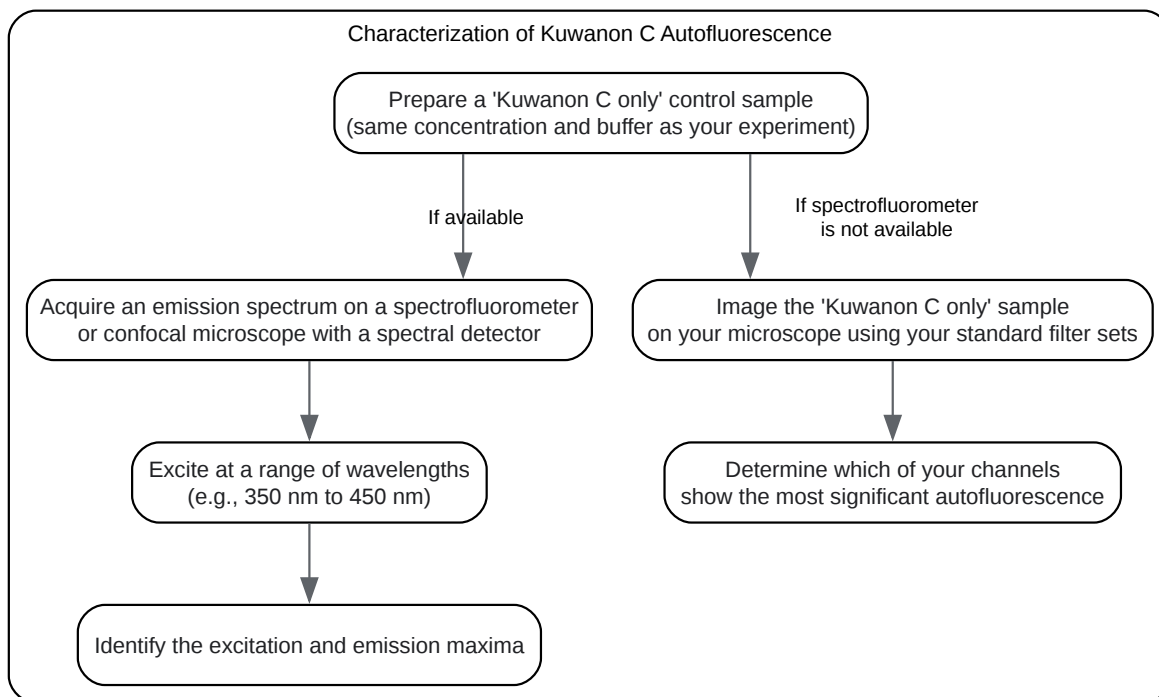 Characterization of Kuwanon C Autofluorescence
Prepare a 'Kuwanon C only' control sample
(same concentration and buffer as your experiment)
If available
If spectrofluorometer
is not available
Acquire an emission spectrum on a spectrofluorometer
or confocal microscope with a spectral detector
Image the 'Kuwanon C only' sample
on your microscope using your standard filter sets
Excite at a range of wavelengths
(e.g., 350 nm to 450 nm)
Determine which of your channels
show the most significant autofluorescence
Identify the excitation and emission maxima